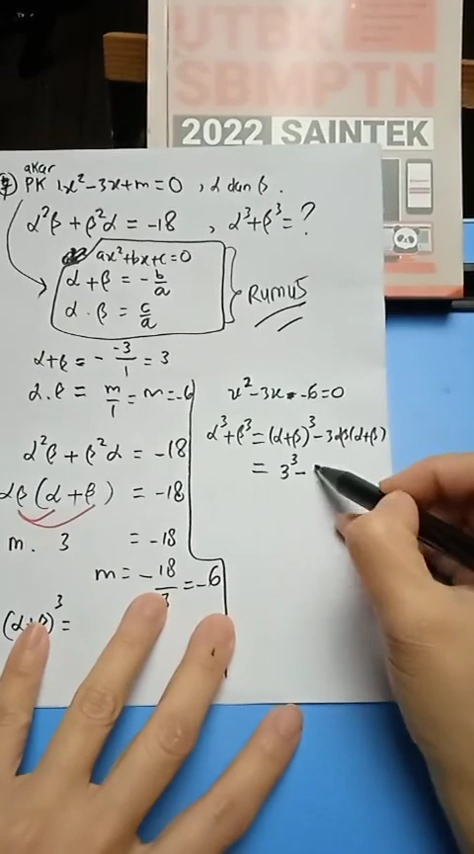 UTBK
SBMPTN
2022 SAINTEK
akar
PK 1x²-3x+m=0 , α dan β .
α²β + β²α = -18 , α³+β³=?
ax²+bx+c=0
α + β = -b/a
α . β = c/a
RUMUS
α+β = - -3/1 = 3
α.β = m/1 = m = -6
α²β + β²α = -18
αβ(α+β) = -18
m . 3 = -18
m = -18/3 = -6
(α+β)³ =
x²-3x -6=0
α³+β³=(α+β)³-3αβ(α+β)
= 3³-